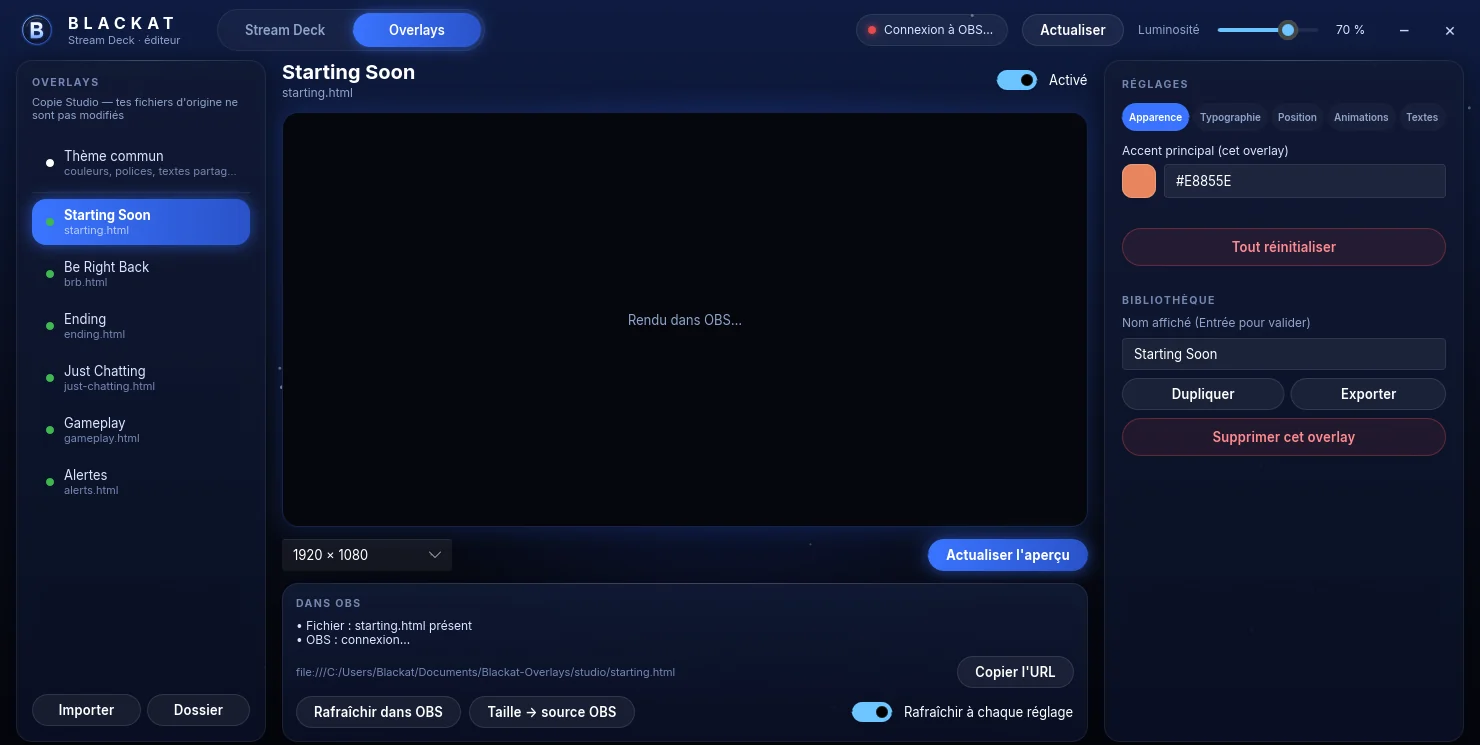 BLACKAT
Stream Deck · éditeur
Stream Deck
Overlays
Connexion à OBS…
Actualiser
Luminosité
70 %
OVERLAYS
Copie Studio — tes fichiers d'origine ne
sont pas modifiés
Thème commun
couleurs, polices, textes partag…
Starting Soon
starting.html
Be Right Back
brb.html
Ending
ending.html
Just Chatting
just-chatting.html
Gameplay
gameplay.html
Alertes
alerts.html
Importer
Dossier
Starting Soon
starting.html
Activé
Rendu dans OBS…
1920 × 1080
Actualiser l'aperçu
DANS OBS
• Fichier : starting.html présent
• OBS : connexion…
file:///C:/Users/Blackat/Documents/Blackat-Overlays/studio/starting.html
Copier l'URL
Rafraîchir dans OBS
Taille → source OBS
Rafraîchir à chaque réglage
RÉGLAGES
Apparence
Typographie
Position
Animations
Textes
Accent principal (cet overlay)
#E8855E
Tout réinitialiser
BIBLIOTHÈQUE
Nom affiché (Entrée pour valider)
Starting Soon
Dupliquer
Exporter
Supprimer cet overlay